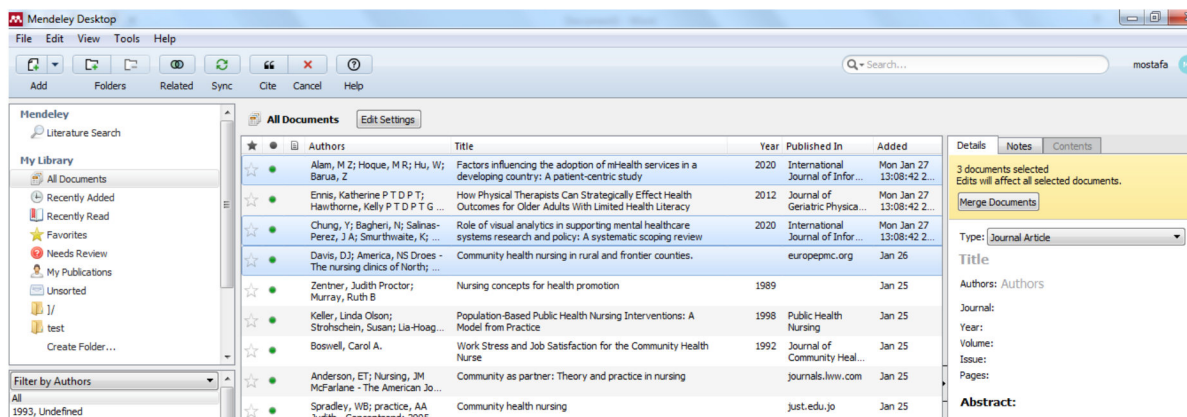 Mendeley Desktop
File Edit View Tools Help
Search...
mostafa
Add Folders Related Sync Cite Cancel Help
Mendeley
Literature Search
My Library
All Documents
Recently Added
Recently Read
Favorites
Needs Review
My Publications
Unsorted
]/
test
Create Folder...
Filter by Authors
All
1993, Undefined
All Documents Edit Settings
Authors Title Year Published In Added
Alam, M Z; Hoque, M R; Hu, W; Factors influencing the adoption of mHealth services in a 2020 International Mon Jan 27
Barua, Z developing country: A patient-centric study Journal of Infor... 13:08:42 2...
Ennis, Katherine P T D P T; How Physical Therapists Can Strategically Effect Health 2012 Journal of Mon Jan 27
Hawthorne, Kelly P T D P T G ... Outcomes for Older Adults With Limited Health Literacy Geriatric Physica... 13:08:42 2...
Chung, Y; Bagheri, N; Salinas- Role of visual analytics in supporting mental healthcare 2020 International Mon Jan 27
Perez, J A; Smurthwaite, K; ... systems research and policy: A systematic scoping review Journal of Infor... 13:08:42 2...
Davis, DJ; America, NS Droes - Community health nursing in rural and frontier counties. europepmc.org Jan 26
The nursing clinics of North; ...
Zentner, Judith Proctor; Nursing concepts for health promotion 1989 Jan 25
Murray, Ruth B
Keller, Linda Olson; Population-Based Public Health Nursing Interventions: A 1998 Public Health Jan 25
Strohschein, Susan; Lia-Hoag... Model from Practice Nursing
Boswell, Carol A. Work Stress and Job Satisfaction for the Community Health 1992 Journal of Jan 25
Nurse Community Heal...
Anderson, ET; Nursing, JM Community as partner: Theory and practice in nursing journals.lww.com Jan 25
McFarlane - The American Jo...
Spradley, WB; practice, AA Community health nursing just.edu.jo Jan 25
Details Notes Contents
3 documents selected
Edits will affect all selected documents.
Merge Documents
Type: Journal Article
Title
Authors: Authors
Journal:
Year:
Volume:
Issue:
Pages:
Abstract: